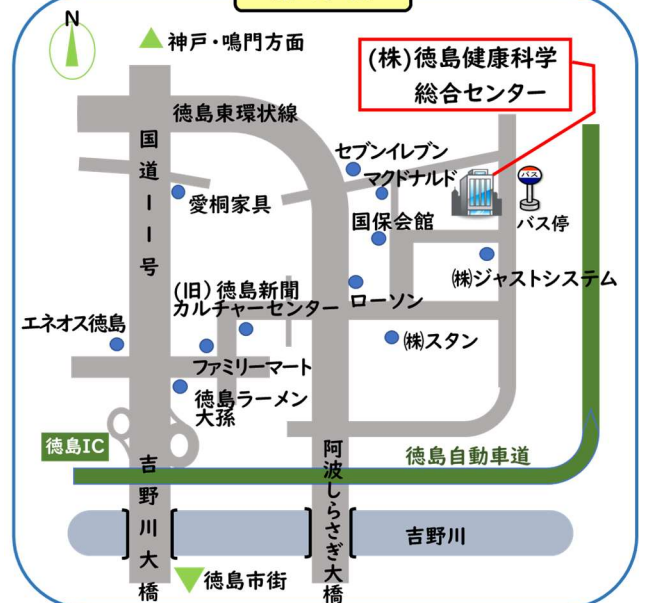 N
神戸・鳴門方面
(株)徳島健康科学
総合センター
徳島東環状線
国道一一号
セブンイレブン
マクドナルド
バス
バス停
愛桐家具
国保会館
㈱ジャストシステム
(旧)徳島新聞
カルチャーセンター
ローソン
エネオス徳島
㈱スタン
ファミリーマート
徳島ラーメン
大孫
徳島IC
徳島自動車道
吉野川大橋
阿波しらさぎ大橋
吉野川
徳島市街